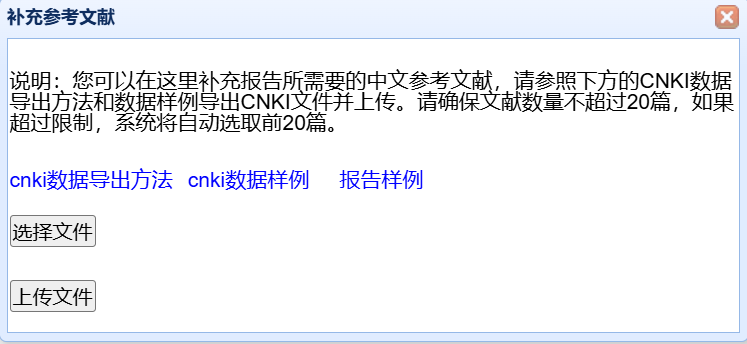 补充参考文献
说明：您可以在这里补充报告所需要的中文参考文献，请参照下方的CNKI数据
导出方法和数据样例导出CNKI文件并上传。请确保文献数量不超过20篇，如果
超过限制，系统将自动选取前20篇。
cnki数据导出方法 cnki数据样例 报告样例
选择文件
上传文件